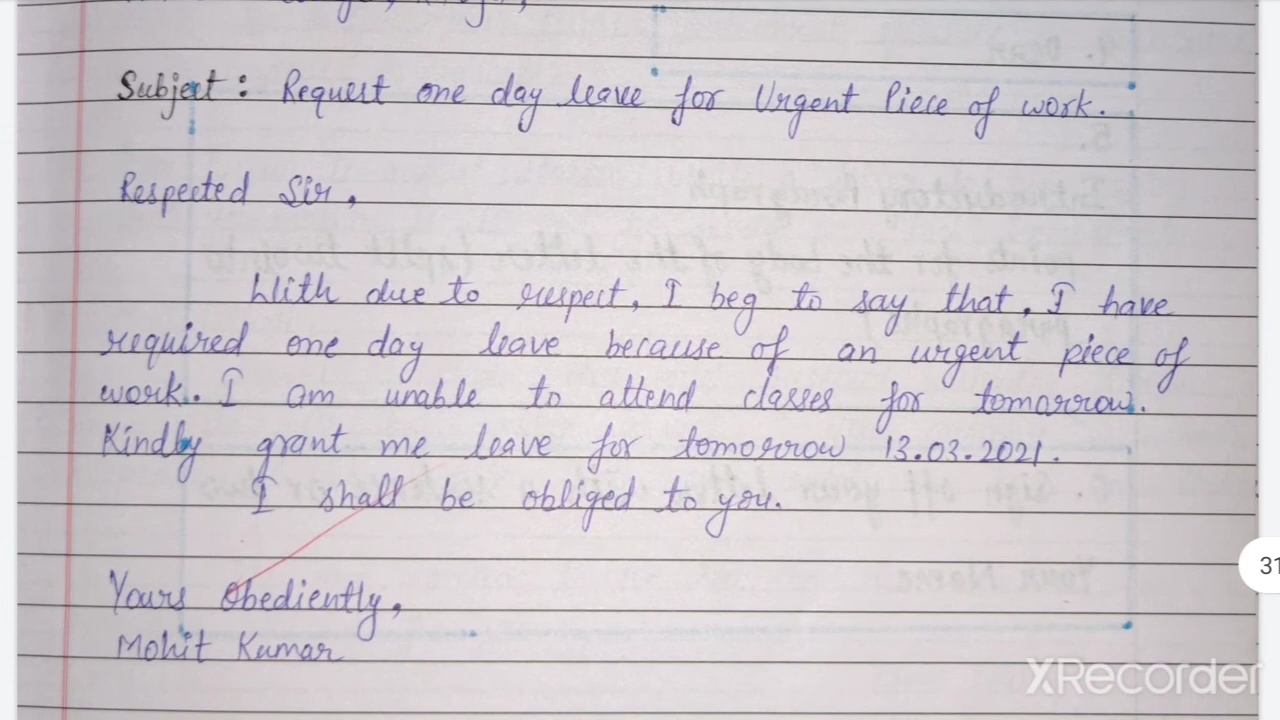 Subject: Request one day leave for Urgent Piece of work.
Respected Sir,
With due to respect, I beg to say that, I have
required one day leave because of an urgent piece of
work. I am unable to attend classes for tomorrow.
Kindly grant me leave for tomorrow 13.03.2021.
I shall be obliged to you.
31
Yours Obediently,
Mohit Kumar
XRecorder